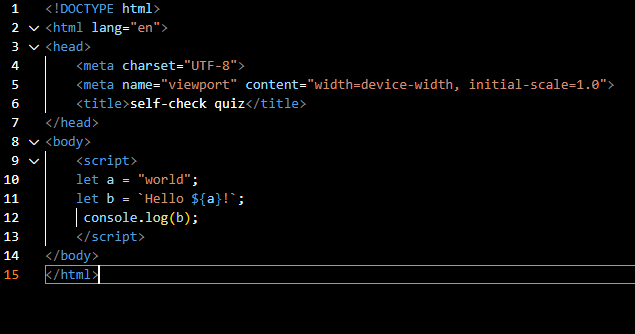 1 <!DOCTYPE html>
2 <html lang="en">
3 <head>
4     <meta charset="UTF-8">
5     <meta name="viewport" content="width=device-width, initial-scale=1.0">
6     <title>self-check quiz</title>
7 </head>
8 <body>
9     <script>
10     let a = "world";
11     let b = `Hello ${a}!`;
12      console.log(b);
13     </script>
14 </body>
15 </html>